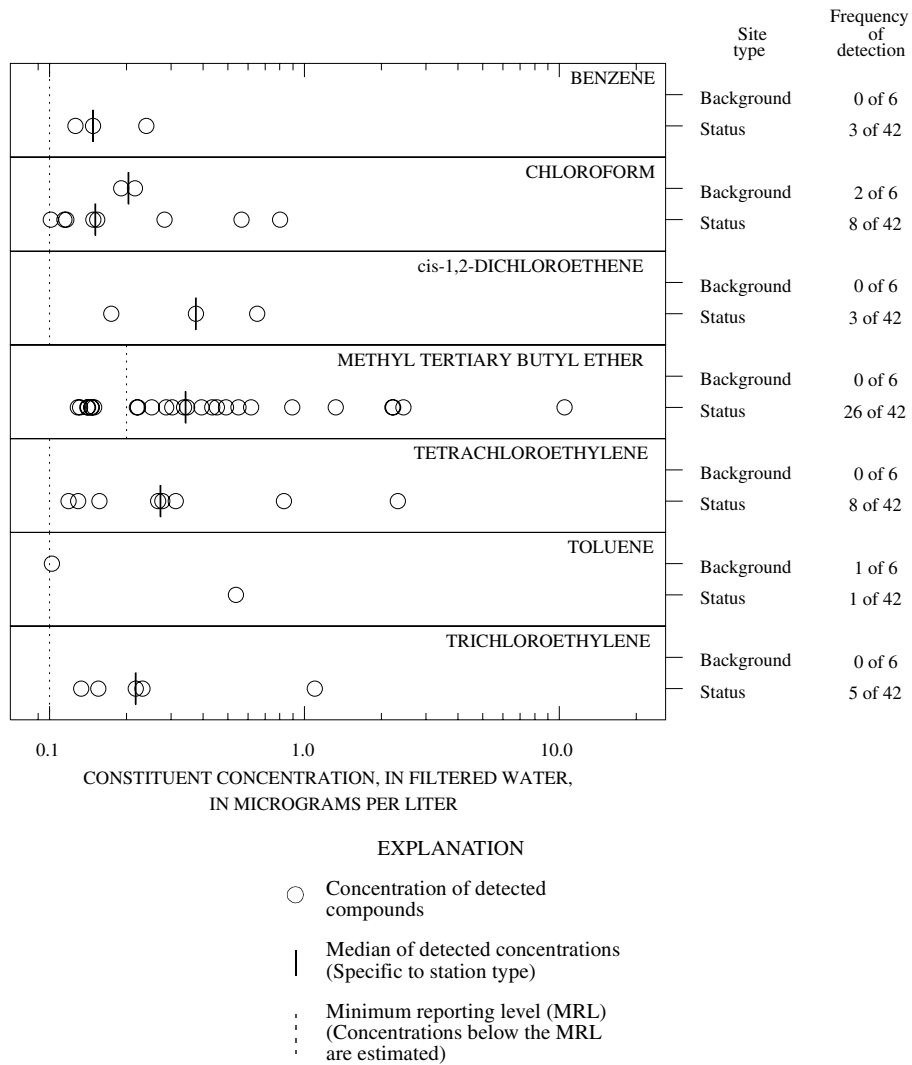 Site
type
Frequency
of
detection
BENZENE
Background 0 of 6
Status 3 of 42
CHLOROFORM
Background 2 of 6
Status 8 of 42
cis-1,2-DICHLOROETHENE
Background 0 of 6
Status 3 of 42
METHYL TERTIARY BUTYL ETHER
Background 0 of 6
Status 26 of 42
TETRACHLOROETHYLENE
Background 0 of 6
Status 8 of 42
TOLUENE
Background 1 of 6
Status 1 of 42
TRICHLOROETHYLENE
Background 0 of 6
Status 5 of 42
0.1 1.0 10.0
CONSTITUENT CONCENTRATION, IN FILTERED WATER,
IN MICROGRAMS PER LITER
EXPLANATION
Concentration of detected
compounds
Median of detected concentrations
(Specific to station type)
Minimum reporting level (MRL)
(Concentrations below the MRL
are estimated)